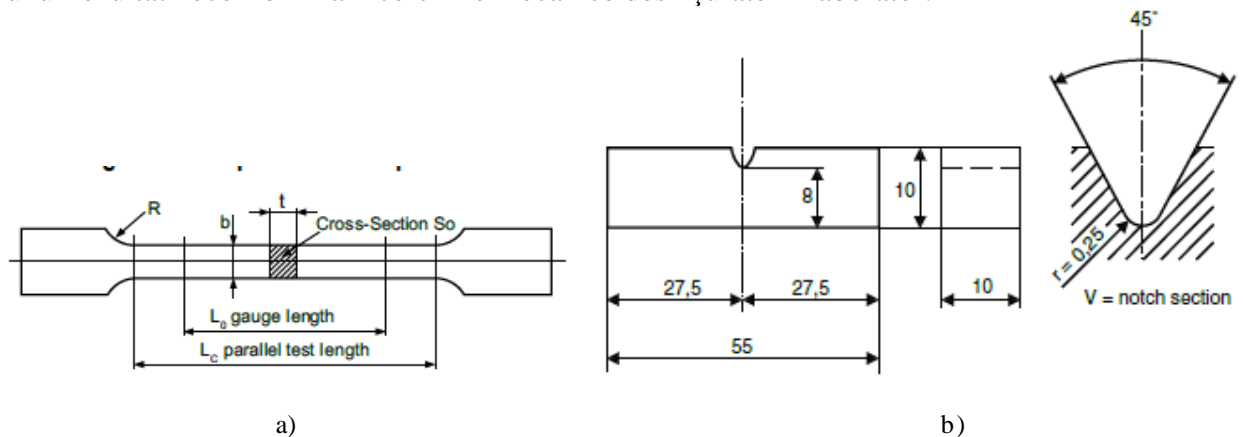 R
b
t
Cross-Section So
L₀ gauge length
L_C parallel test length
a)
8
10
27,5
27,5
55
10
45°
r = 0,25
V = notch section
b)